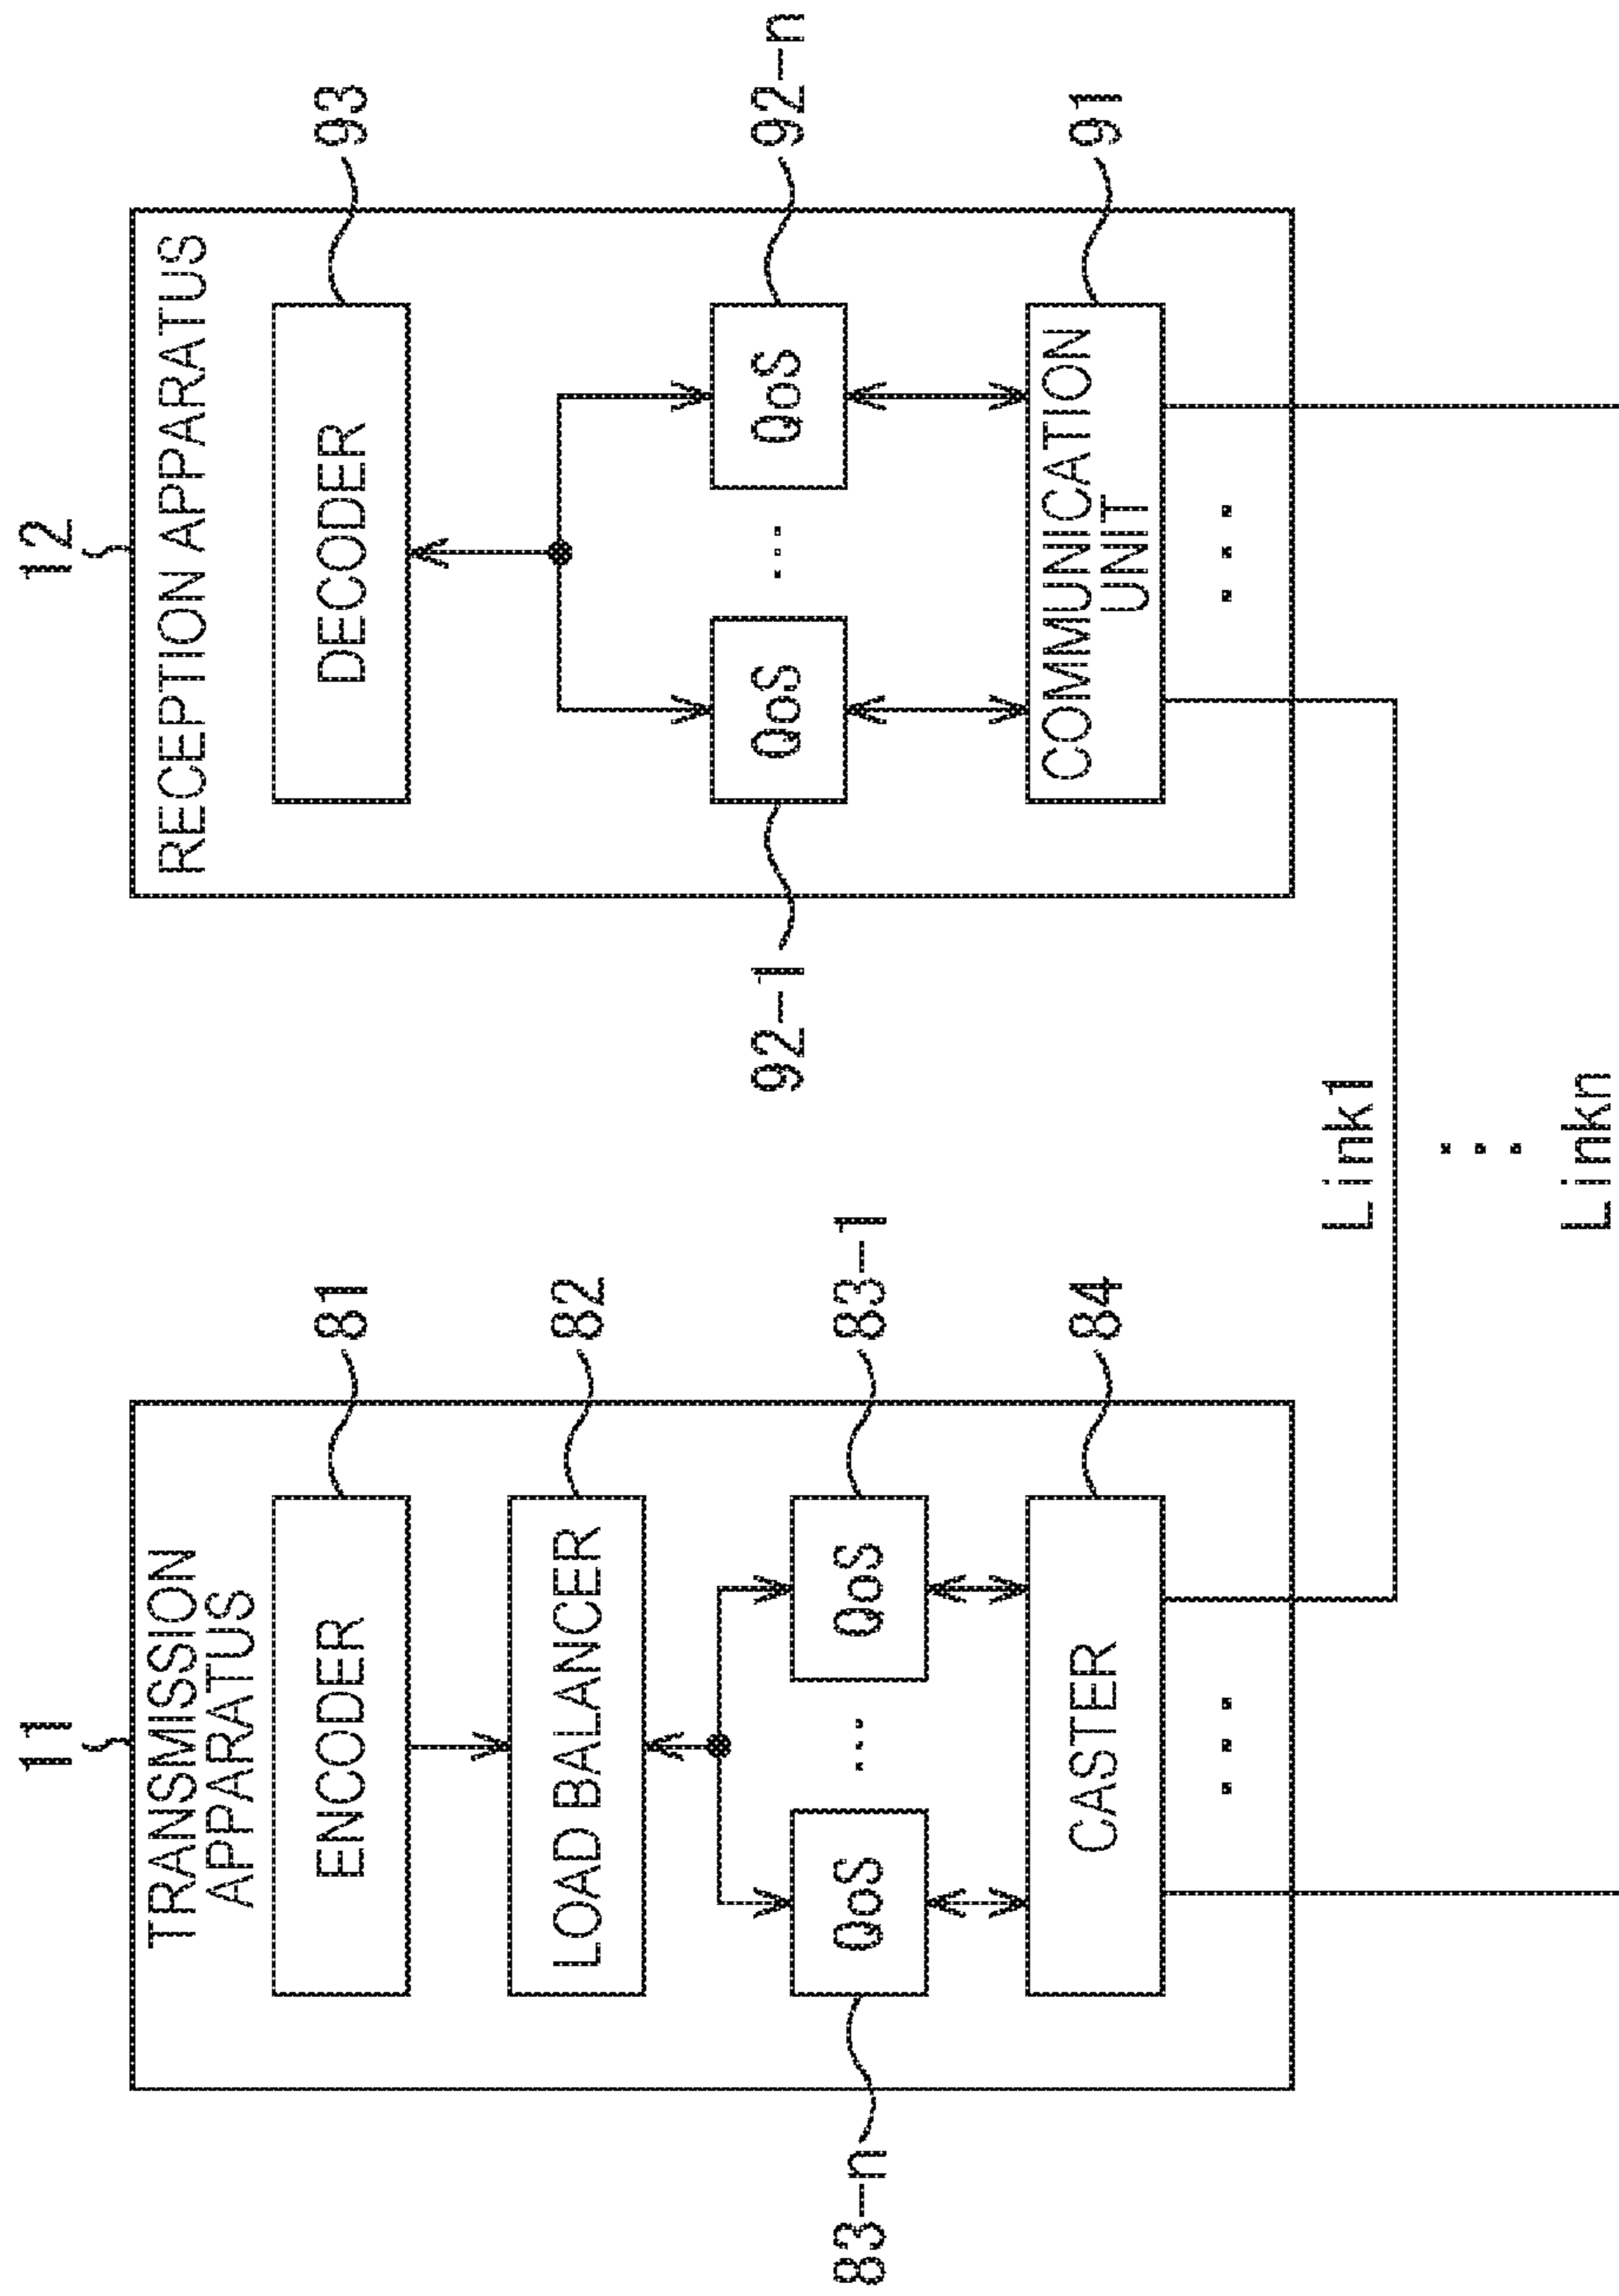 11
TRANSMISSION
APPARATUS
ENCODER
81
LOAD BALANCER
82
83-n
QoS
...
QoS
83-1
CASTER
84
...
12
RECEPTION APPARATUS
DECODER
93
92-1
QoS
...
QoS
92-n
COMMUNICATION
UNIT
91
...
Link1
...
Linkn